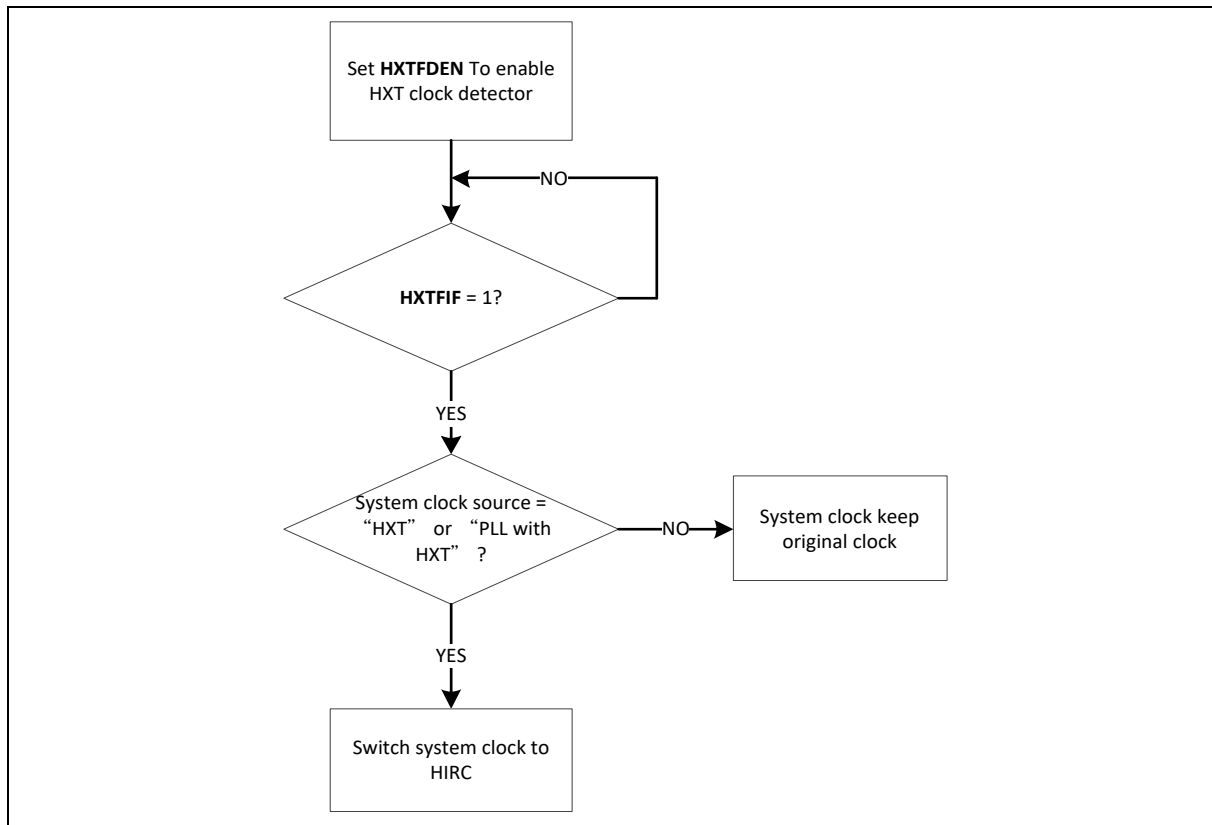 Set HXTFDEN To enable
HXT clock detector
NO
HXTFIF = 1?
YES
System clock source =
“HXT” or “PLL with
HXT” ?
NO
System clock keep
original clock
YES
Switch system clock to
HIRC